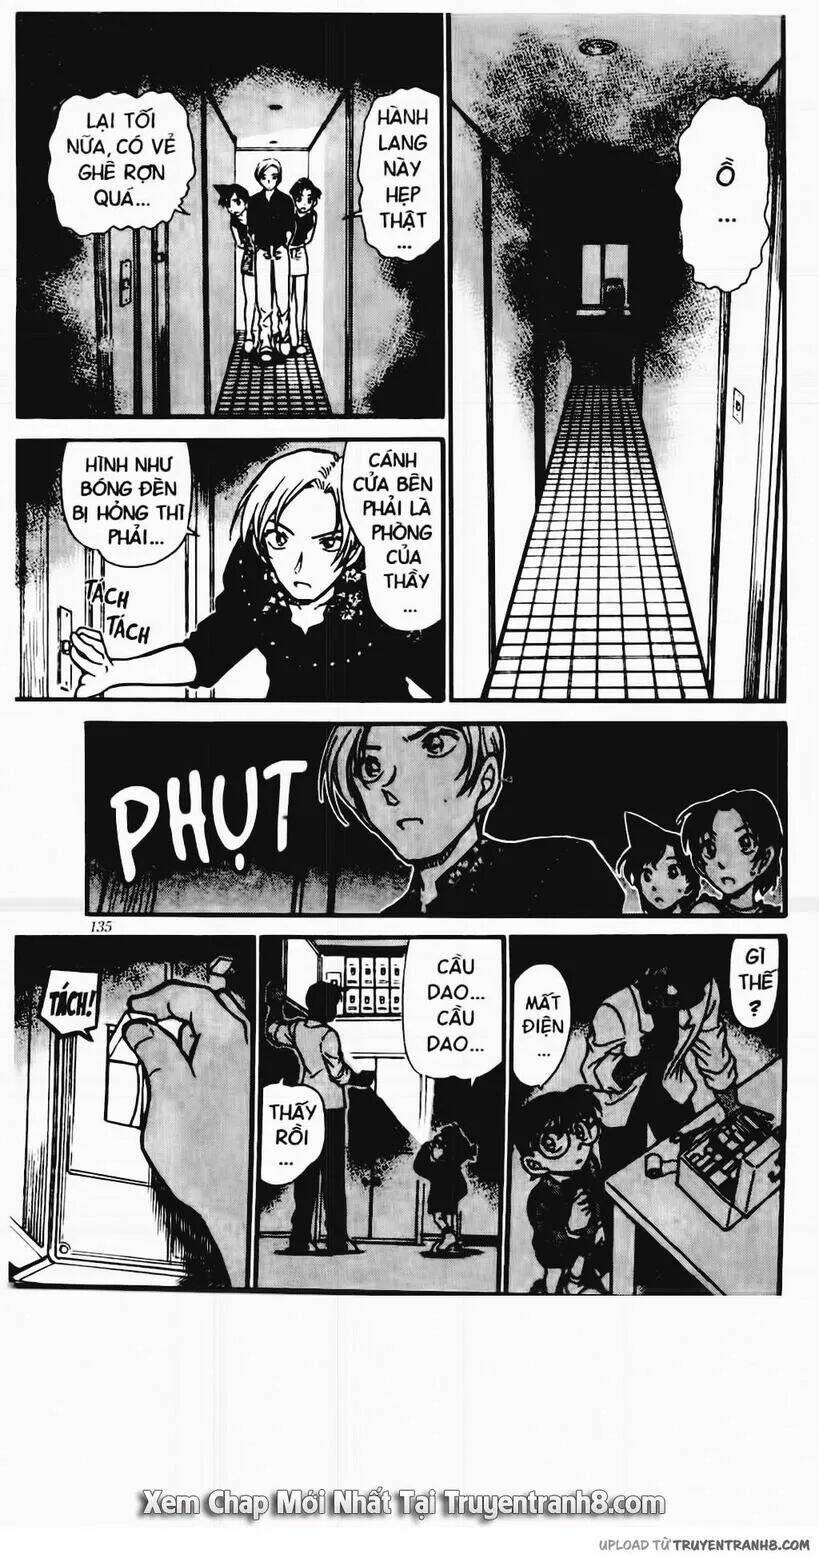 Ồ
...
HÀNH
LANG
NÀY
HẸP
THẬT
...
LẠI TỐI
NỮA, CÓ VẺ
GHÊ RỢN
QUÁ...
CÁNH
CỬA BÊN
PHẢI LÀ
PHÒNG
CỦA
THẦY
...
HÌNH NHƯ
BÓNG ĐÈN
BỊ HỎNG THÌ
PHẢI...
TÁCH
TÁCH
PHỤT
135
GÌ
THẾ
?
MẤT
ĐIỆN
...
CẦU
DAO...
CẦU
DAO...
THẤY
RỒI
...
TÁCH!
Xem Chap Mới Nhất Tại Truyentranh8.com
UPLOAD TỪ TRUYENTRANH8.COM